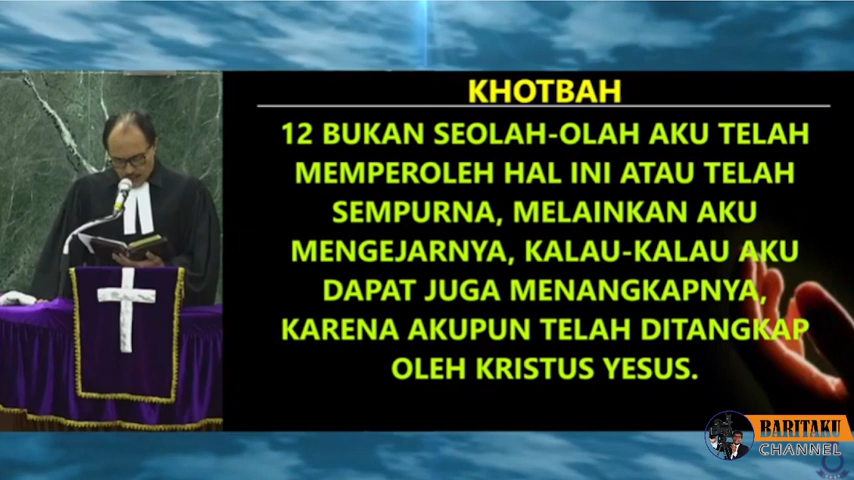 KHOTBAH
12 BUKAN SEOLAH-OLAH AKU TELAH
MEMPEROLEH HAL INI ATAU TELAH
SEMPURNA, MELAINKAN AKU
MENGEJARNYA, KALAU-KALAU AKU
DAPAT JUGA MENANGKAPNYA,
KARENA AKUPUN TELAH DITANGKAP
OLEH KRISTUS YESUS.
BARITAKU
CHANNEL